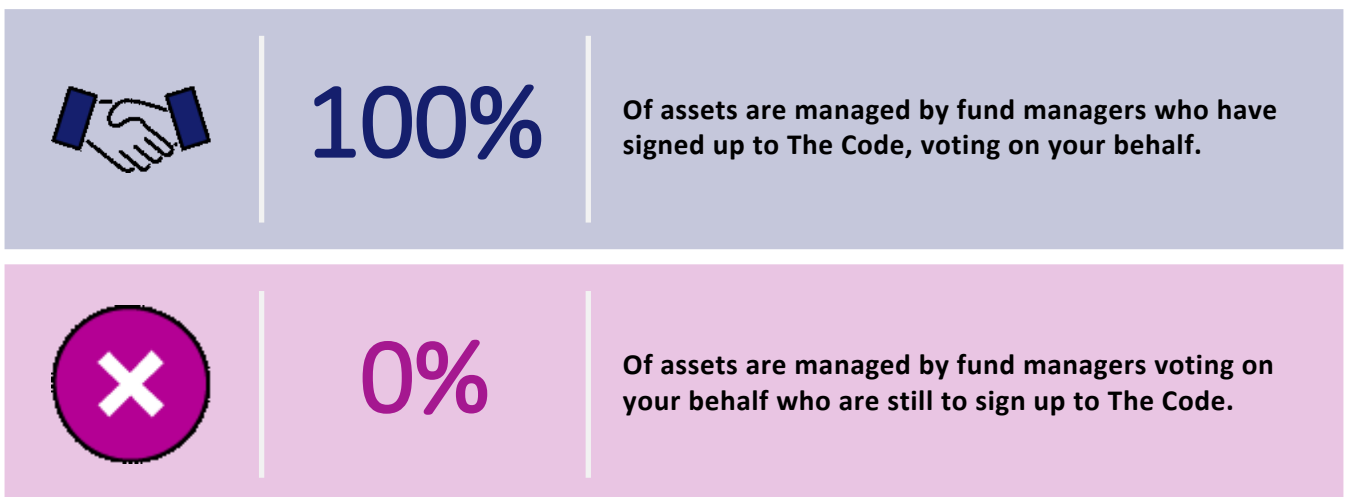 100%
Of assets are managed by fund managers who have
signed up to The Code, voting on your behalf.
0%
Of assets are managed by fund managers voting on
your behalf who are still to sign up to The Code.